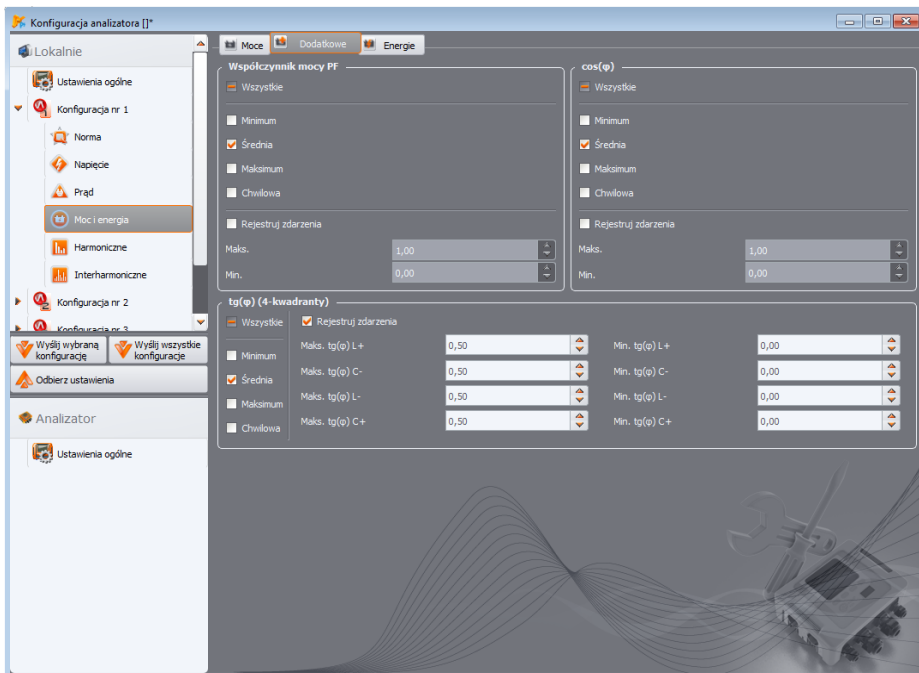 Konfiguracja analizatora []*
Lokalnie
Ustawienia ogólne
Konfiguracja nr 1
Norma
Napięcie
Prąd
Moc i energia
Harmoniczne
Interharmoniczne
Konfiguracja nr 2
Konfiguracja nr 3
Wyślij wybraną konfigurację
Wyślij wszystkie konfiguracje
Odbierz ustawienia
Analizator
Ustawienia ogólne
Moce Dodatkowe Energie
Współczynnik mocy PF
Wszystkie
Minimum
Średnia
Maksimum
Chwilowa
Rejestruj zdarzenia
Maks. 1,00
Min. 0,00
cos(φ)
Wszystkie
Minimum
Średnia
Maksimum
Chwilowa
Rejestruj zdarzenia
Maks. 1,00
Min. 0,00
tg(φ) (4-kwadranty)
Wszystkie
Minimum
Średnia
Maksimum
Chwilowa
Rejestruj zdarzenia
Maks. tg(φ) L+ 0,50 Min. tg(φ) L+ 0,00
Maks. tg(φ) C- 0,50 Min. tg(φ) C- 0,00
Maks. tg(φ) L- 0,50 Min. tg(φ) L- 0,00
Maks. tg(φ) C+ 0,50 Min. tg(φ) C+ 0,00